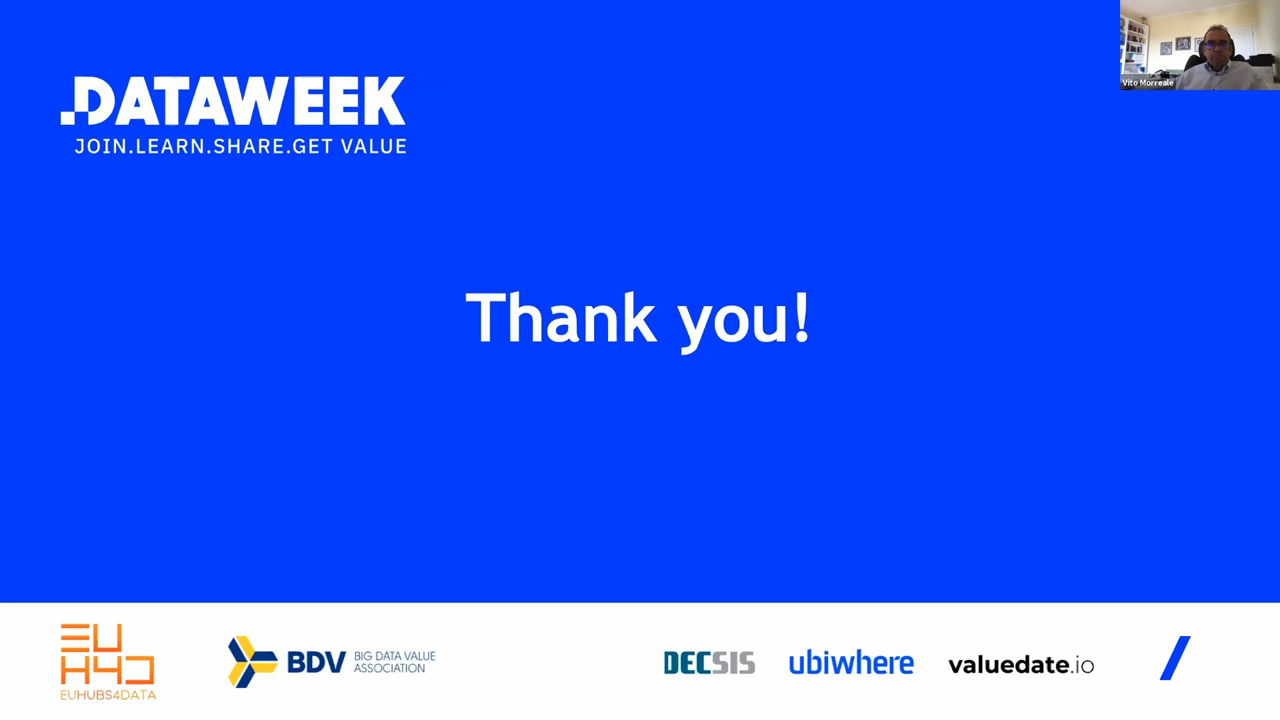 .DATAWEEK
JOIN.LEARN.SHARE.GET VALUE
Vito Morreale
Thank you!
EU
H4D
EUHUBS4DATA
BDV
BIG DATA VALUE
ASSOCIATION
DECSIS
ubiwhere
valuedate.io